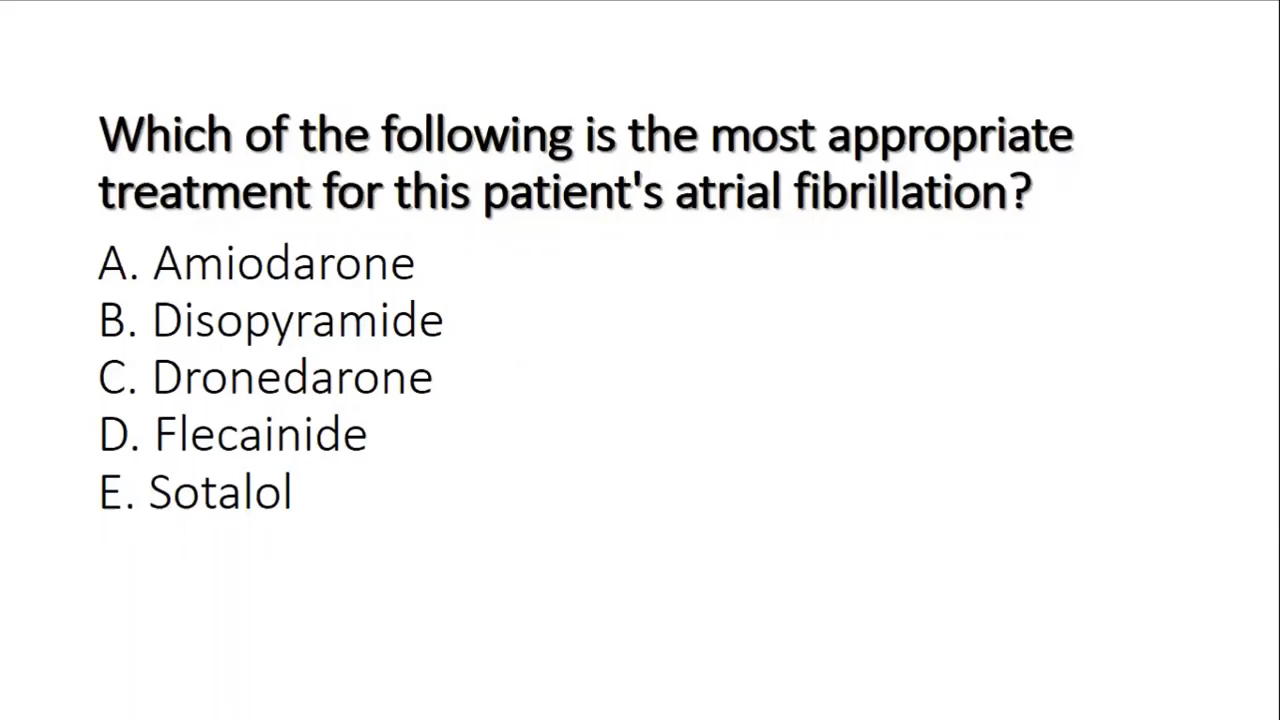 Which of the following is the most appropriate
treatment for this patient's atrial fibrillation?
A. Amiodarone
B. Disopyramide
C. Dronedarone
D. Flecainide
E. Sotalol